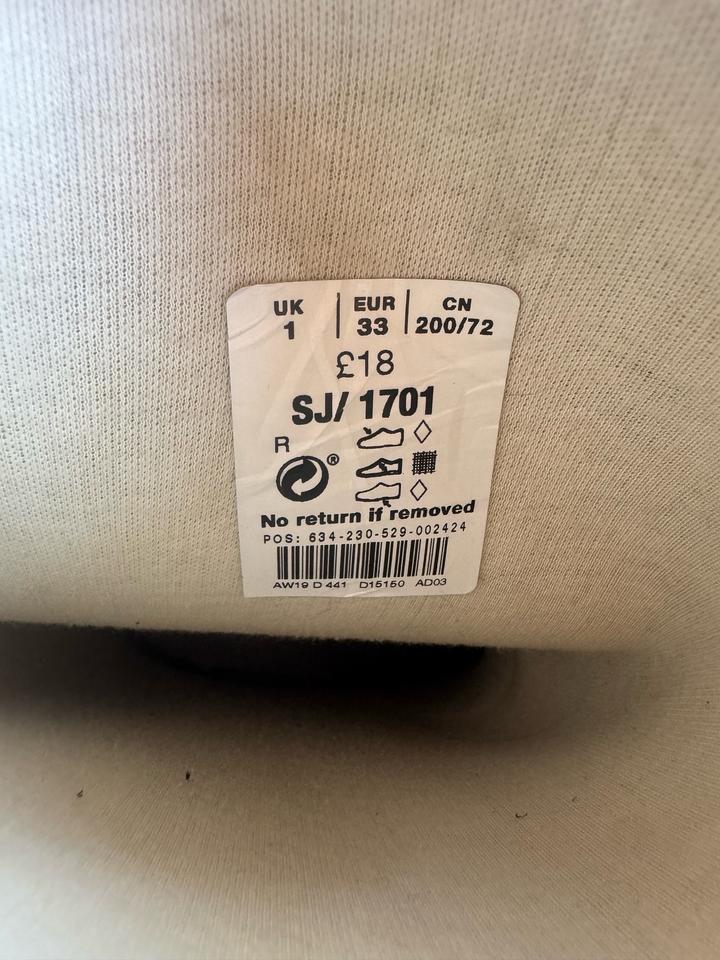 UK | EUR | CN
1 | 33 | 200/72
£18
SJ/ 1701
R
®
No return if removed
POS: 634-230-529-002424
AW19 D 441 D15150 AD03